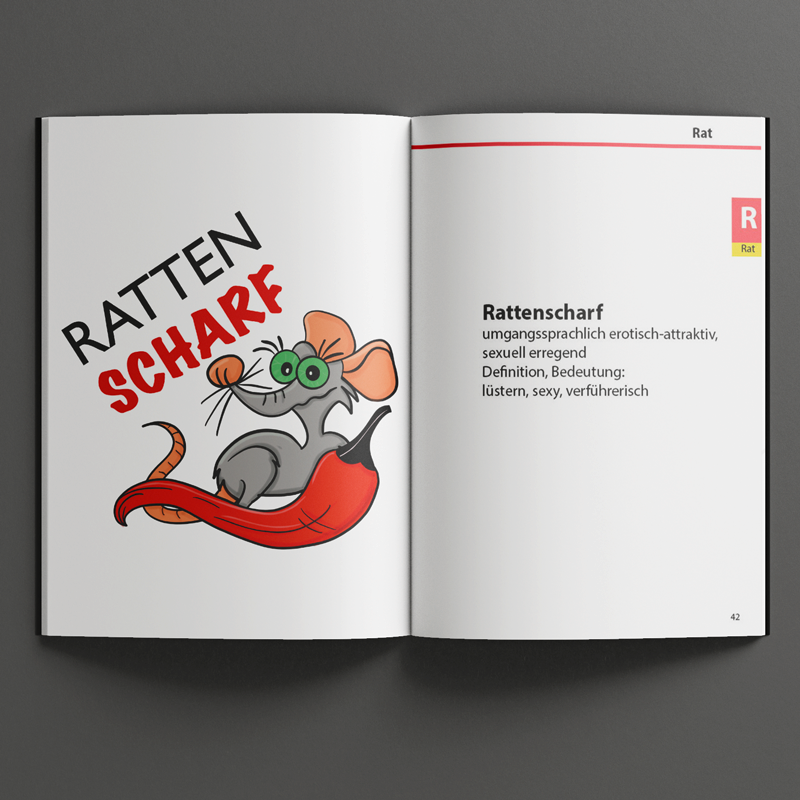 RATTEN
SCHARF
Rat
R
Rat
Rattenscharf
umgangssprachlich erotisch-attraktiv,
sexuell erregend
Definition, Bedeutung:
lüstern, sexy, verführerisch
42